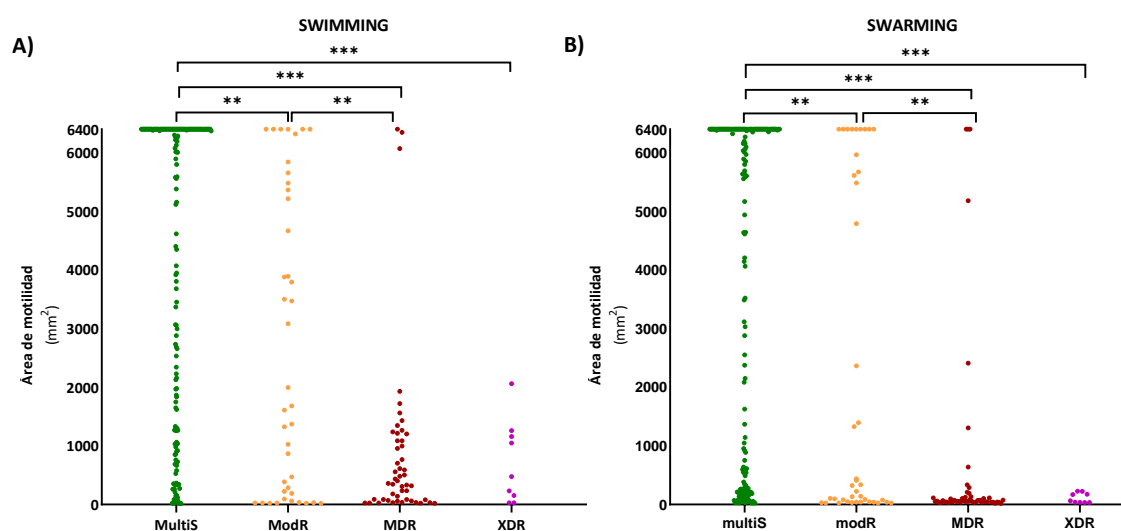 A)
SWIMMING
***
***
**
**
6400
6000
5000
4000
3000
2000
1000
0
Área de motilidad
(mm²)
MultiS
ModR
MDR
XDR
B)
SWARMING
***
***
**
**
6400
6000
5000
4000
3000
2000
1000
0
Área de motilidad
(mm²)
multiS
modR
MDR
XDR